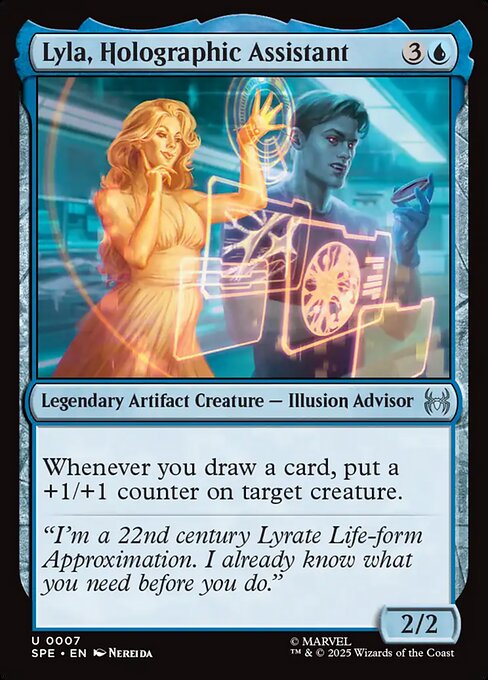 Lyla, Holographic Assistant 3
Legendary Artifact Creature — Illusion Advisor
Whenever you draw a card, put a
+1/+1 counter on target creature.
“I’m a 22nd century Lyrate Life-form
Approximation. I already know what
you need before you do.”
2/2
U 0007
SPE • EN Nereida
© MARVEL
™ & © 2025 Wizards of the Coast